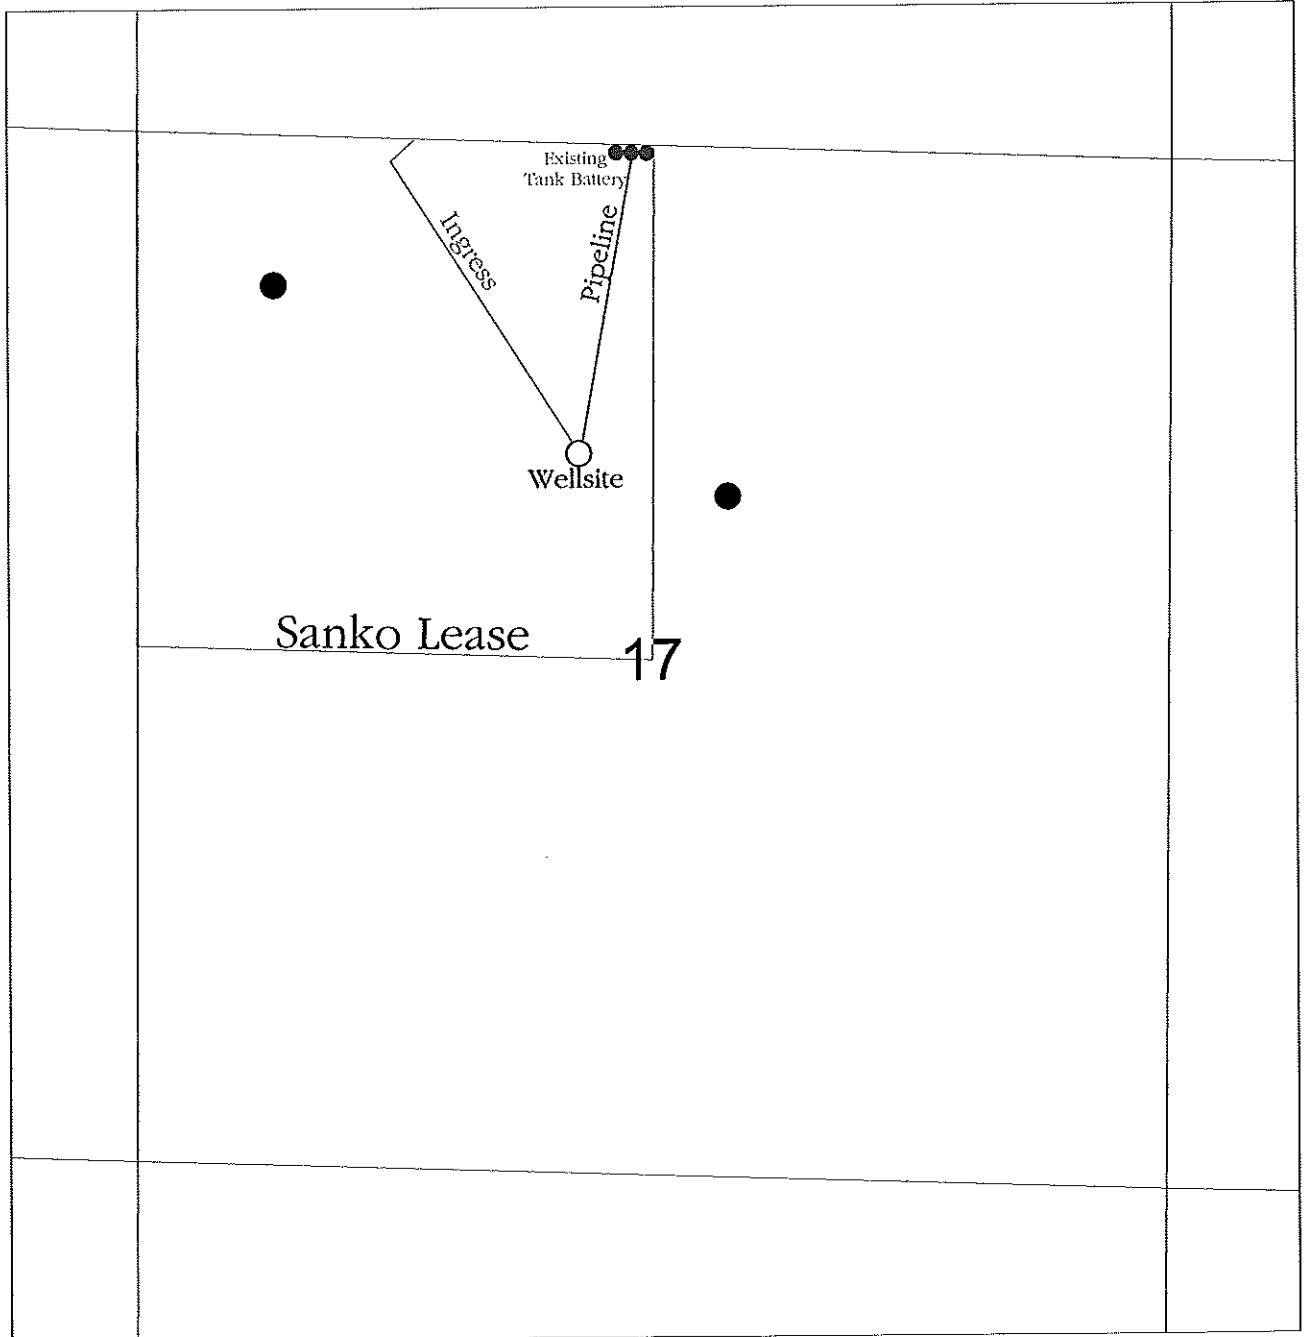 Existing
Tank Battery
Ingress
Pipeline
Wellsite
Sanko Lease
17